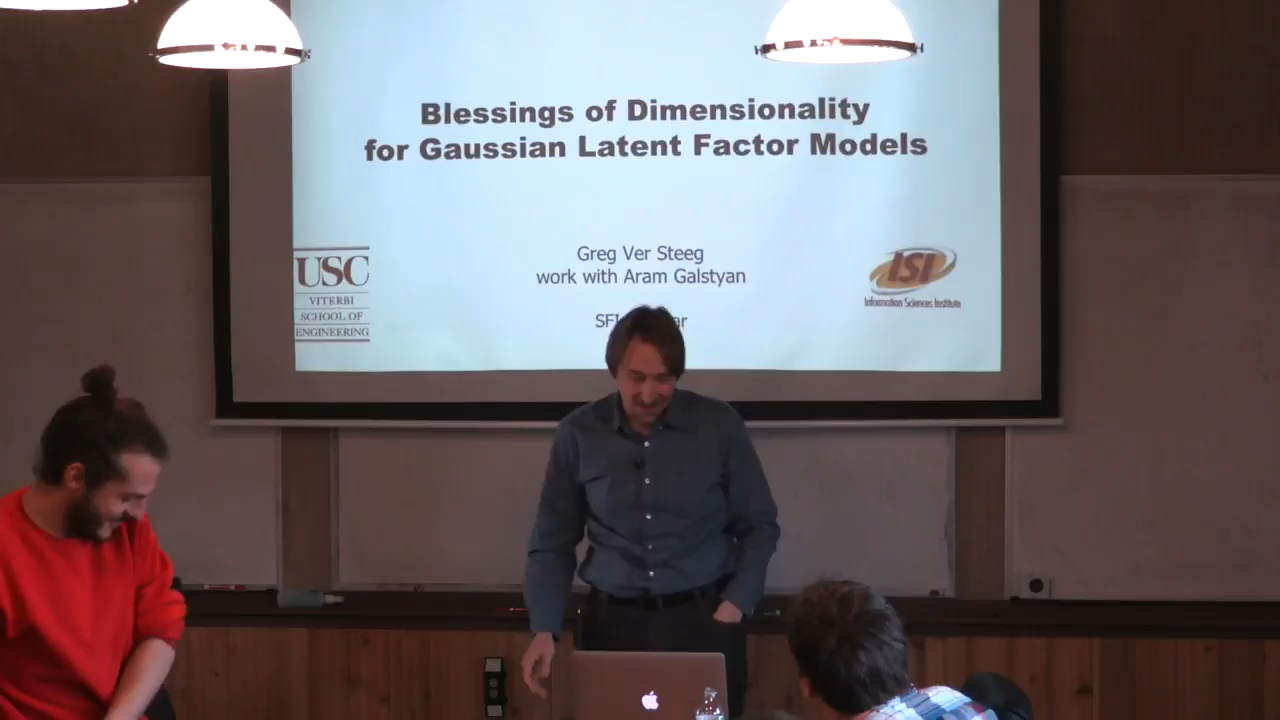 Blessings of Dimensionality
for Gaussian Latent Factor Models
Greg Ver Steeg
work with Aram Galstyan
USC
VITERBI
SCHOOL OF
ENGINEERING
ISI
Information Sciences Institute